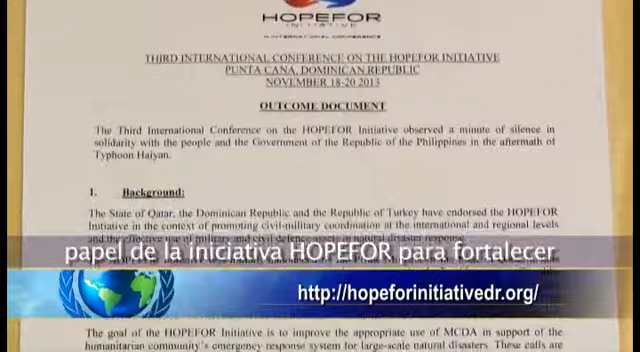 HOPEFOR
INITIATIVE
THIRD INTERNATIONAL CONFERENCE ON THE HOPEFOR INITIATIVE
PUNTA CANA, DOMINICAN REPUBLIC
NOVEMBER 18-20 2013
OUTCOME DOCUMENT
The Third International Conference on the HOPEFOR Initiative observed a minute of silence in
solidarity with the people and the Government of the Republic of the Philippines in the aftermath of
Typhoon Haiyan.
1. Background:
The State of Qatar, the Dominican Republic and the Republic of Turkey have endorsed the HOPEFOR
Initiative in the context of promoting civil-military coordination at the international and regional levels
and the effective use of military and civil defence assets in natural disaster response.
papel de la iniciativa HOPEFOR para fortalecer
http://hopeforinitiativedr.org/
The goal of the HOPEFOR Initiative is to improve the appropriate use of MCDA in support of the
humanitarian community's emergency response system for large-scale natural disasters. These calls are